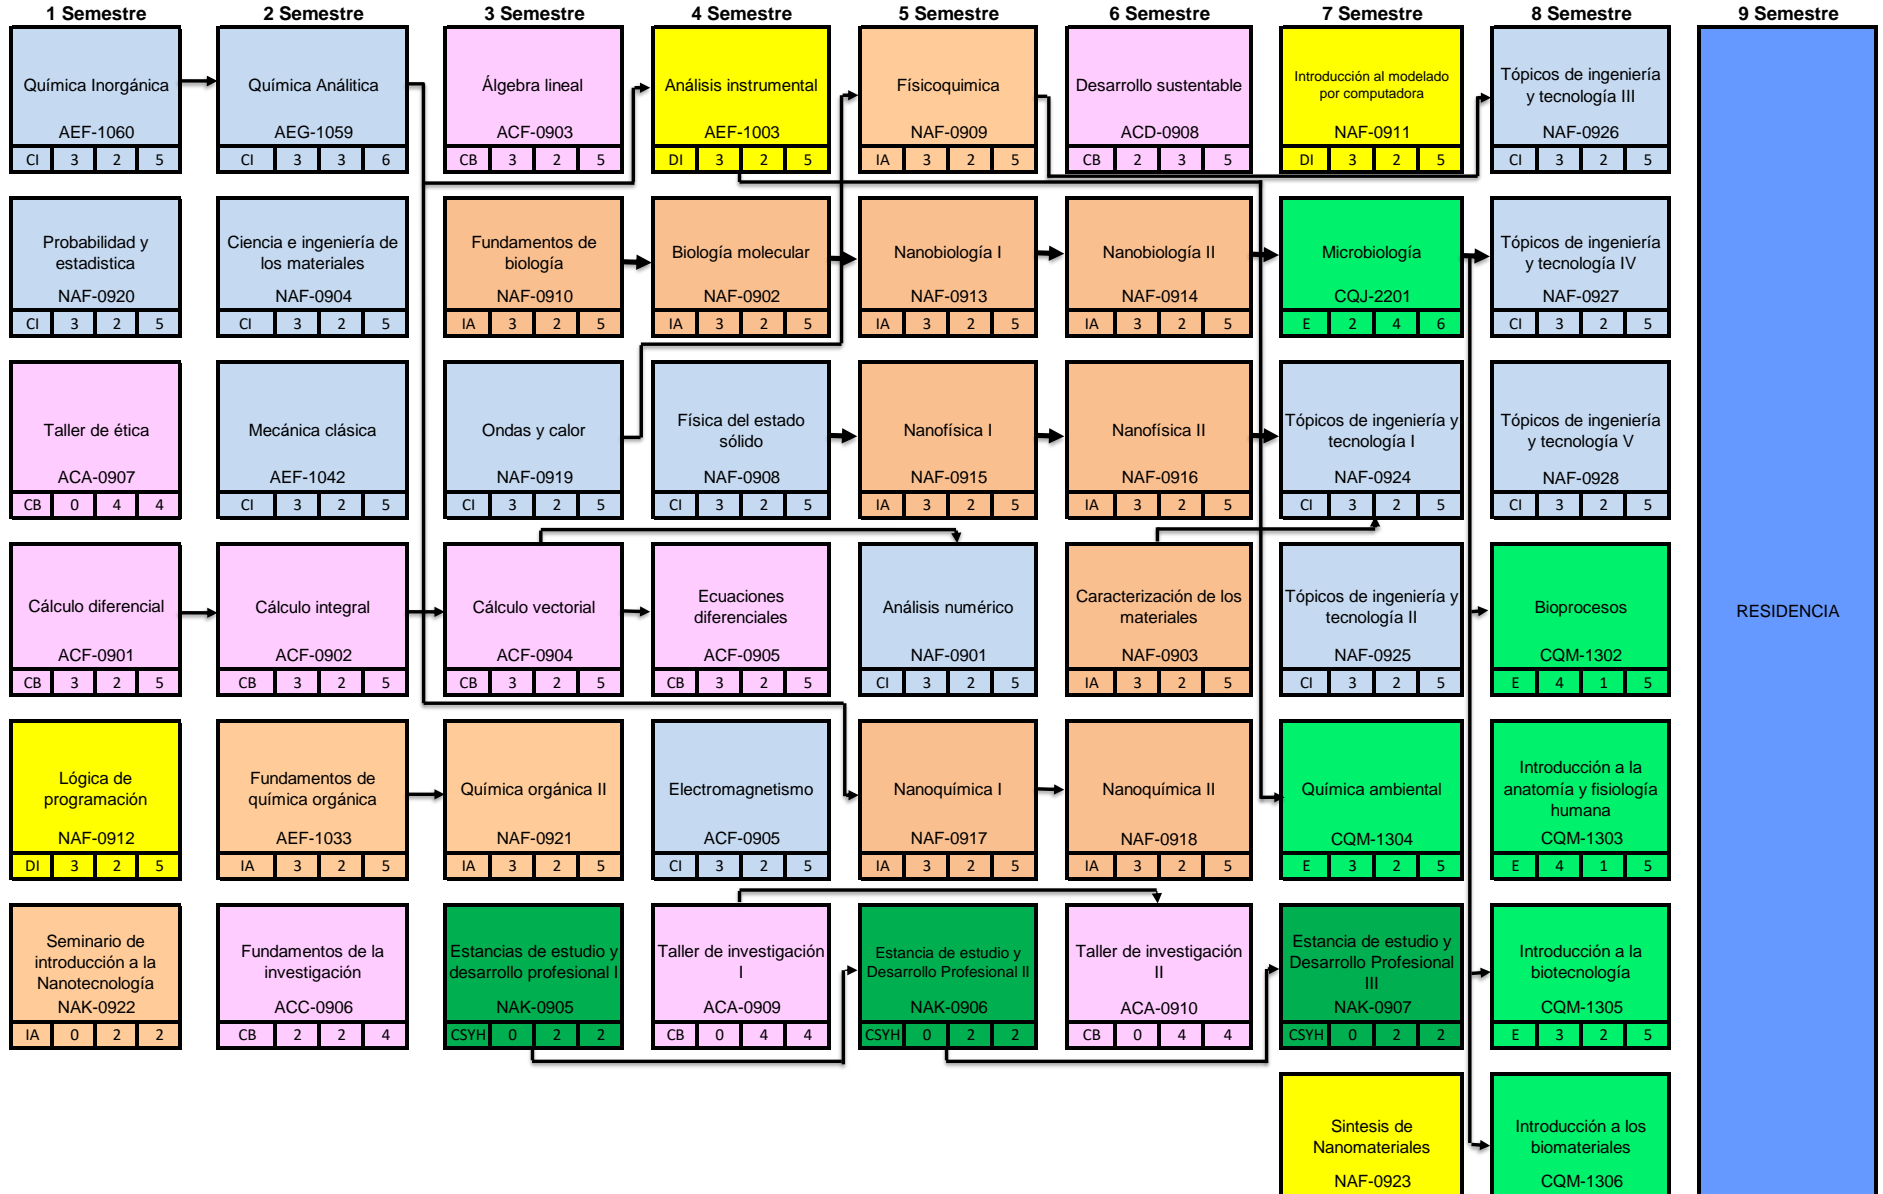 1 Semestre
2 Semestre
3 Semestre
4 Semestre
5 Semestre
6 Semestre
7 Semestre
8 Semestre
9 Semestre
Química Inorgánica
AEF-1060
CI 3 2 5
Química Análitica
AEG-1059
CI 3 3 6
Álgebra lineal
ACF-0903
CB 3 2 5
Análisis instrumental
AEF-1003
DI 3 2 5
Físicoquimica
NAF-0909
IA 3 2 5
Desarrollo sustentable
ACD-0908
CB 2 3 5
Introducción al modelado
por computadora
NAF-0911
DI 3 2 5
Tópicos de ingeniería
y tecnología III
NAF-0926
CI 3 2 5
Probabilidad y
estadistica
NAF-0920
CI 3 2 5
Ciencia e ingeniería de
los materiales
NAF-0904
CI 3 2 5
Fundamentos de
biología
NAF-0910
IA 3 2 5
Biología molecular
NAF-0902
IA 3 2 5
Nanobiología I
NAF-0913
IA 3 2 5
Nanobiología II
NAF-0914
IA 3 2 5
Microbiología
CQJ-2201
E 2 4 6
Tópicos de ingeniería
y tecnología IV
NAF-0927
CI 3 2 5
Taller de ética
ACA-0907
CB 0 4 4
Mecánica clásica
AEF-1042
CI 3 2 5
Ondas y calor
NAF-0919
CI 3 2 5
Física del estado
sólido
NAF-0908
CI 3 2 5
Nanofísica I
NAF-0915
IA 3 2 5
Nanofísica II
NAF-0916
IA 3 2 5
Tópicos de ingeniería y
tecnología I
NAF-0924
CI 3 2 5
Tópicos de ingeniería
y tecnología V
NAF-0928
CI 3 2 5
Cálculo diferencial
ACF-0901
CB 3 2 5
Cálculo integral
ACF-0902
CB 3 2 5
Cálculo vectorial
ACF-0904
CB 3 2 5
Ecuaciones
diferenciales
ACF-0905
CB 3 2 5
Análisis numérico
NAF-0901
CI 3 2 5
Caracterización de los
materiales
NAF-0903
IA 3 2 5
Tópicos de ingeniería y
tecnología II
NAF-0925
CI 3 2 5
Bioprocesos
CQM-1302
E 4 1 5
RESIDENCIA
Lógica de
programación
NAF-0912
DI 3 2 5
Fundamentos de
química orgánica
AEF-1033
IA 3 2 5
Química orgánica II
NAF-0921
IA 3 2 5
Electromagnetismo
ACF-0905
CI 3 2 5
Nanoquímica I
NAF-0917
IA 3 2 5
Nanoquímica II
NAF-0918
IA 3 2 5
Química ambiental
CQM-1304
E 3 2 5
Introducción a la
anatomía y fisiología
humana
CQM-1303
E 4 1 5
Seminario de
introducción a la
Nanotecnología
NAK-0922
IA 0 2 2
Fundamentos de la
investigación
ACC-0906
CB 2 2 4
Estancias de estudio y
desarrollo profesional I
NAK-0905
CSYH 0 2 2
Taller de investigación
I
ACA-0909
CB 0 4 4
Estancia de estudio y
Desarrollo Profesional II
NAK-0906
CSYH 0 2 2
Taller de investigación
II
ACA-0910
CB 0 4 4
Estancia de estudio y
Desarrollo Profesional
III
NAK-0907
CSYH 0 2 2
Introducción a la
biotecnología
CQM-1305
E 3 2 5
Sintesis de
Nanomateriales
NAF-0923
Introducción a los
biomateriales
CQM-1306